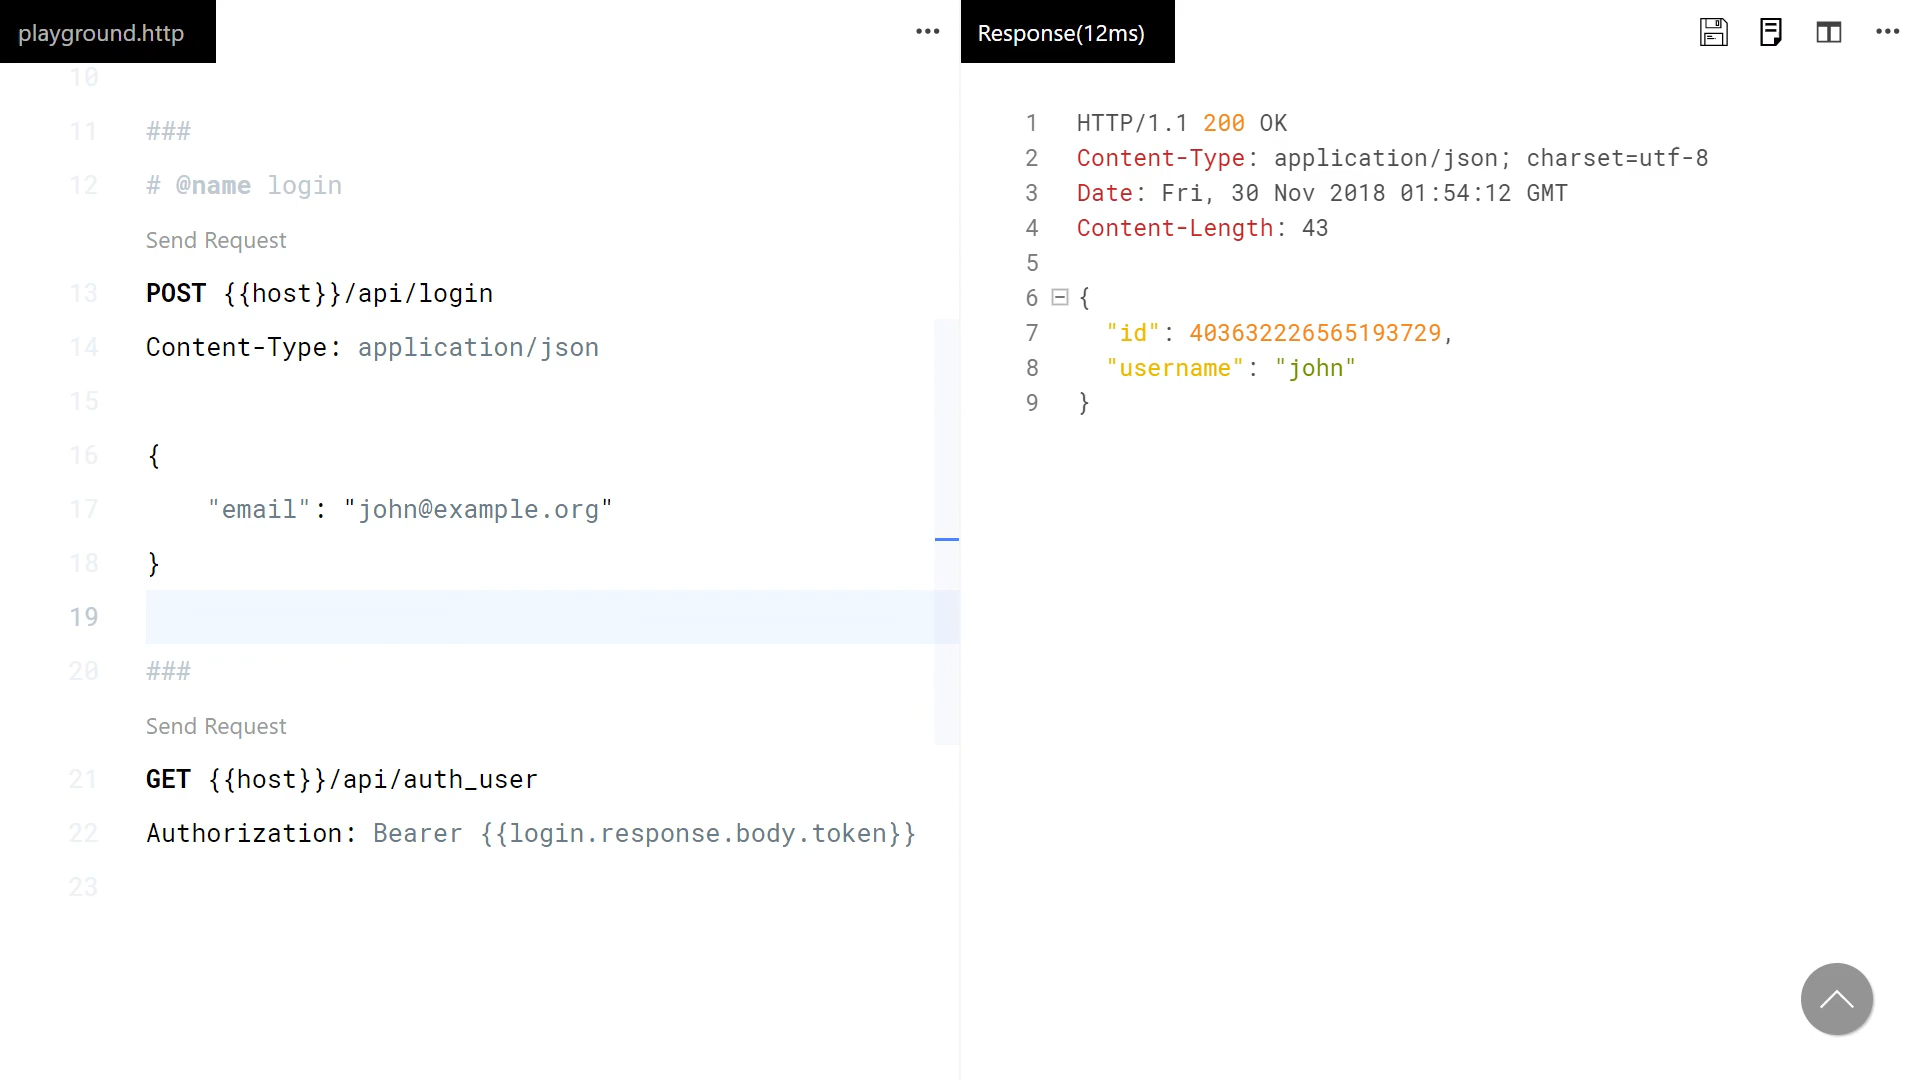 playground.http
10
11 ###
12 # @name login
Send Request
13 POST {{host}}/api/login
14 Content-Type: application/json
15
16 {
17     "email": "john@example.org"
18 }
19
20 ###
Send Request
21 GET {{host}}/api/auth_user
22 Authorization: Bearer {{login.response.body.token}}
23
Response(12ms)
1 HTTP/1.1 200 OK
2 Content-Type: application/json; charset=utf-8
3 Date: Fri, 30 Nov 2018 01:54:12 GMT
4 Content-Length: 43
5
6 {
7   "id": 403632226565193729,
8   "username": "john"
9 }